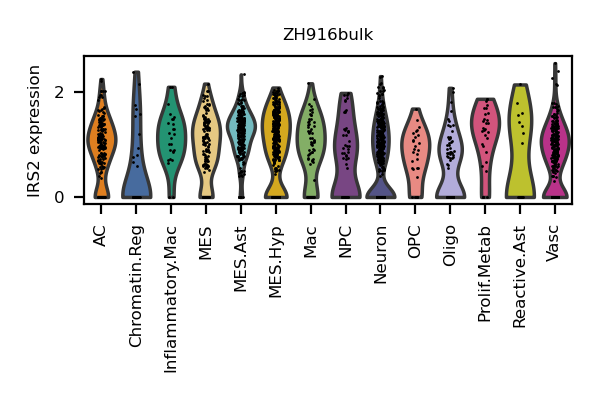 ZH916bulk
IRS2 expression
2
0
AC
Chromatin.Reg
Inflammatory.Mac
MES
MES.Ast
MES.Hyp
Mac
NPC
Neuron
OPC
Oligo
Prolif.Metab
Reactive.Ast
Vasc